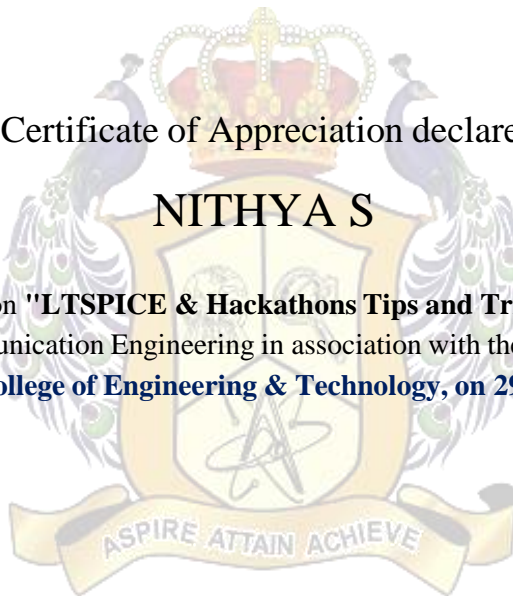 Certificate of Appreciation declare
NITHYA S
on "LTSPICE & Hackathons Tips and Tr
unication Engineering in association with the
ollege of Engineering & Technology, on 29
ASPIRE ATTAIN ACHIEVE